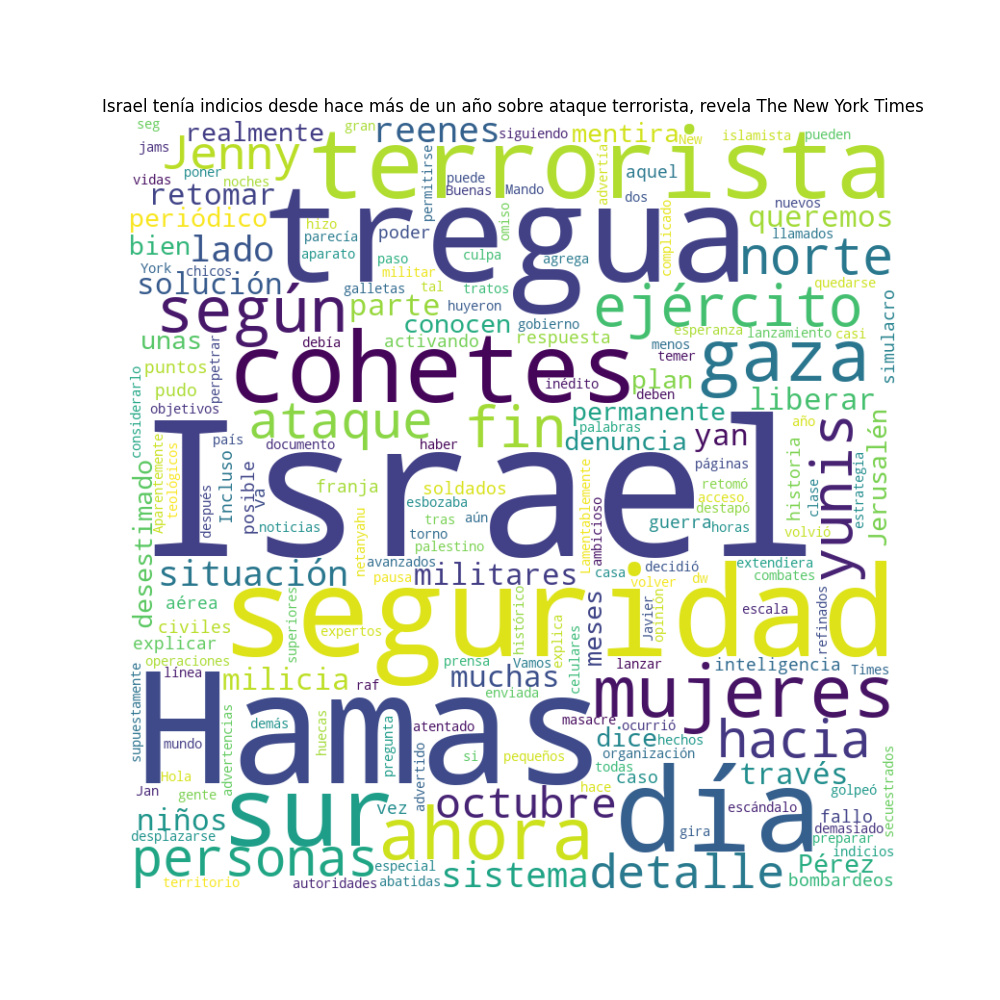 Israel tenía indicios desde hace más de un año sobre ataque terrorista, revela The New York Times
seg
gran
reenes
siguiendo
mentira
New
islamista
pueden
realmente
jams
Jenny
terrorista
vidas
poner
noches
permitirse
puede
Buenas
Mando
advertía
aquel
dos
retomar
tregua
omiso
nuevos
periódico
hizo
queremos
parecía
poder
llamados
bien
lado
aparato
paso
culpa
agrega
complicado
norte
York
chicos
militar
tal
solución
galletas
tratos
quedarse
según
parte
huyeron
ejército
conocen
gobierno
esperanza
lanzamiento
casi
simulacro
unas
debía
activando
respuesta
menos
gaza
temer
cohetes
puntos
perpetrar
inédito
plan
pudo
deben
liberar
considerarlo
objetivos
ataque
fin
permanente
año
palabras
país
documento
haber
denuncia
yan
yunis
Jerusalén
Aparentemente
teológicos
después
Incluso
posible
va
Israel
páginas
historia
clase
estrategia
desestimado
franja
soldados
Lamentablemente
ambicioso
retomó
acceso
esbozaba
destapó
noticias
netanyahu
tras
aún
guerra
horas
volvió
torno
palestino
situación
avanzados
casa
decidió
extendiera
pausa
militares
volver
dw
combates
aérea
superiores
seguridad
histórico
explica
meses
Javier
opinión
escala
refinados
civiles
expertos
celulares
explicar
operaciones
prensa
Vamos
lanzar
inteligencia
Times
supuestamente
línea
milicia
raf
muchas
enviada
mujeres
Hamas
masacre
ocurrió
atentado
demás
huecas
mundo
advertencias
pregunta
si
pequeños
dice
hechos
organización
hacia
Hola
todas
Jan
gente
advertido
hace
caso
través
golpeó
secuestrados
sur
vez
octubre
día
escándalo
fallo
niños
ahora
gira
demasiado
desplazarse
preparar
indicios
personas
especial
sistema
detalle
Pérez
territorio
autoridades
abatidas
bombardeos